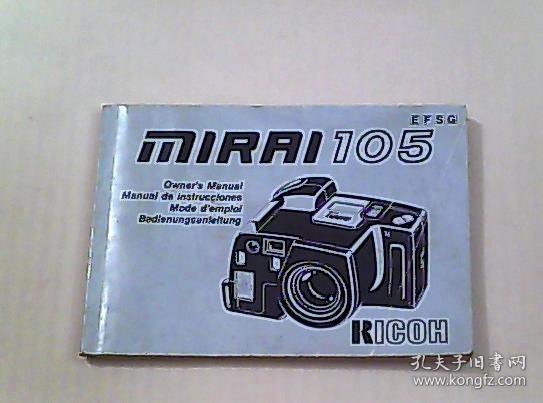 EFSG
MIRAI 105
Owner's Manual
Manual de instrucciones
Mode d'emploi
Bedienungsanleitung
RICOH
孔夫子旧书网
www.kongfz.com